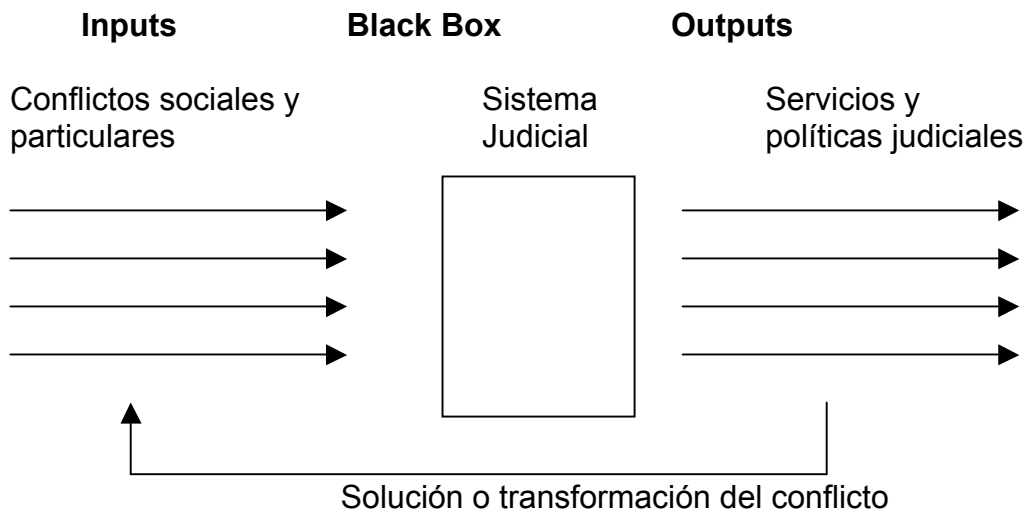 Inputs Black Box Outputs
Conflictos sociales y
particulares
Sistema
Judicial
Servicios y
políticas judiciales
Solución o transformación del conflicto